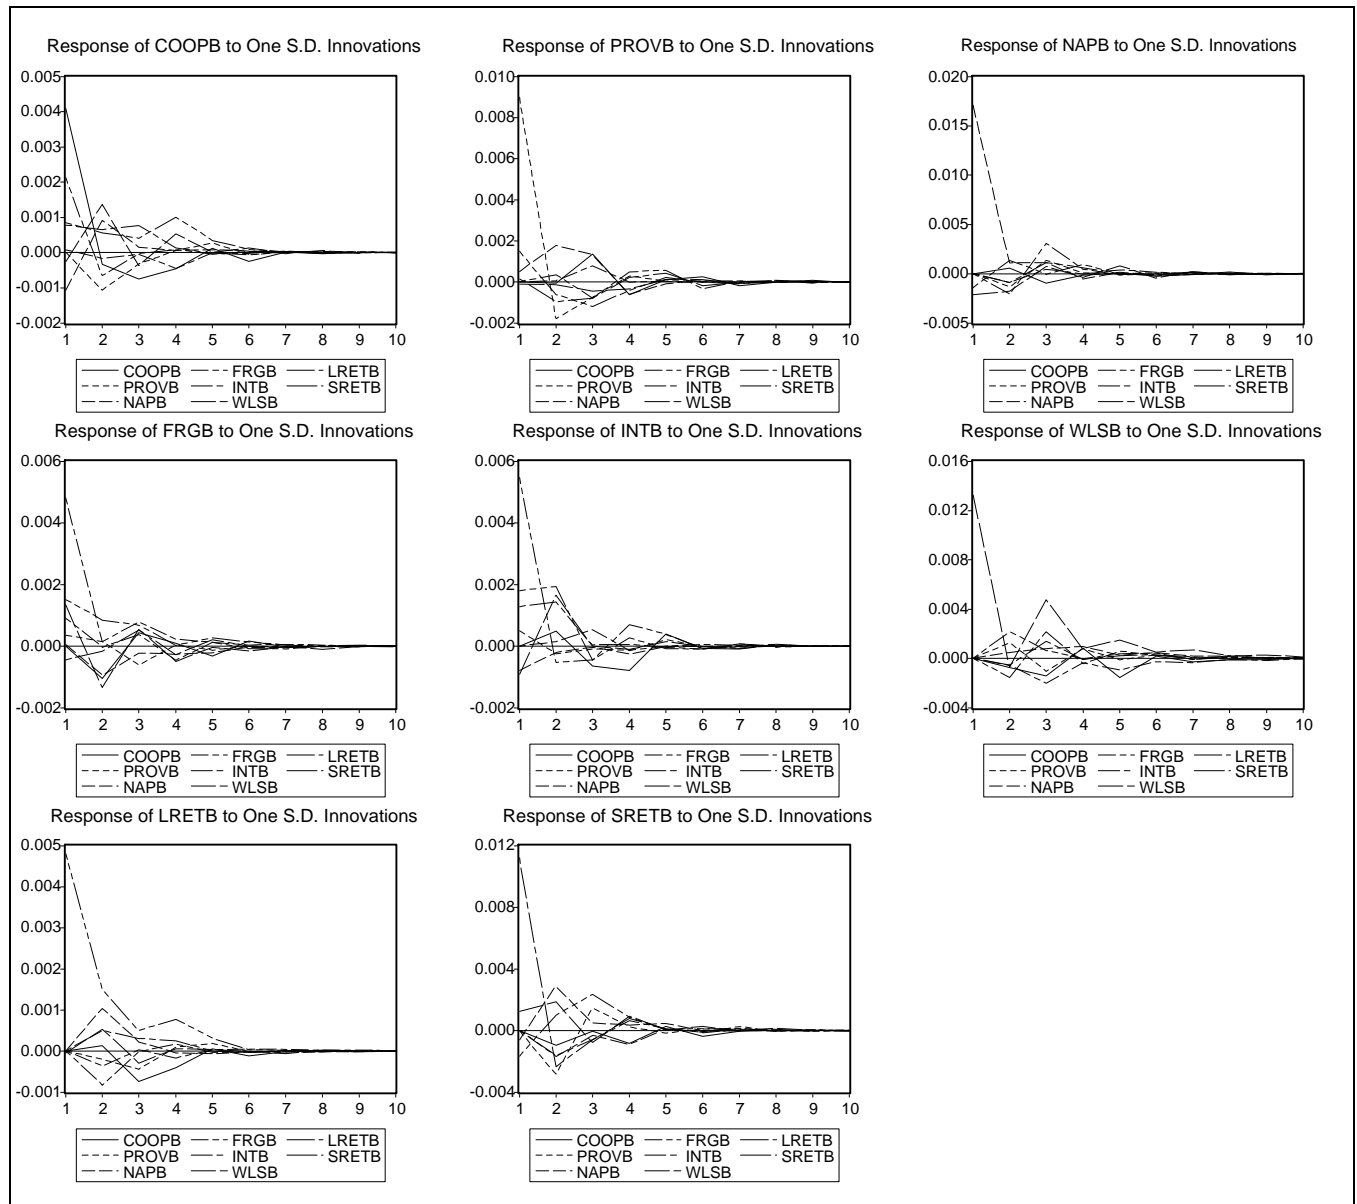 Response of COOPB to One S.D. Innovations
0.005
0.004
0.003
0.002
0.001
0.000
-0.001
-0.002
1 2 3 4 5 6 7 8 9 10
COOPB FRGB LRETB
PROVB INTB SRETB
NAPB WLSB
Response of PROVB to One S.D. Innovations
0.010
0.008
0.006
0.004
0.002
0.000
-0.002
1 2 3 4 5 6 7 8 9 10
COOPB FRGB LRETB
PROVB INTB SRETB
NAPB WLSB
Response of NAPB to One S.D. Innovations
0.020
0.015
0.010
0.005
0.000
-0.005
1 2 3 4 5 6 7 8 9 10
COOPB FRGB LRETB
PROVB INTB SRETB
NAPB WLSB
Response of FRGB to One S.D. Innovations
0.006
0.004
0.002
0.000
-0.002
1 2 3 4 5 6 7 8 9 10
COOPB FRGB LRETB
PROVB INTB SRETB
NAPB WLSB
Response of INTB to One S.D. Innovations
0.006
0.004
0.002
0.000
-0.002
1 2 3 4 5 6 7 8 9 10
COOPB FRGB LRETB
PROVB INTB SRETB
NAPB WLSB
Response of WLSB to One S.D. Innovations
0.016
0.012
0.008
0.004
0.000
-0.004
1 2 3 4 5 6 7 8 9 10
COOPB FRGB LRETB
PROVB INTB SRETB
NAPB WLSB
Response of LRETB to One S.D. Innovations
0.005
0.004
0.003
0.002
0.001
0.000
-0.001
1 2 3 4 5 6 7 8 9 10
COOPB FRGB LRETB
PROVB INTB SRETB
NAPB WLSB
Response of SRETB to One S.D. Innovations
0.012
0.008
0.004
0.000
-0.004
1 2 3 4 5 6 7 8 9 10
COOPB FRGB LRETB
PROVB INTB SRETB
NAPB WLSB